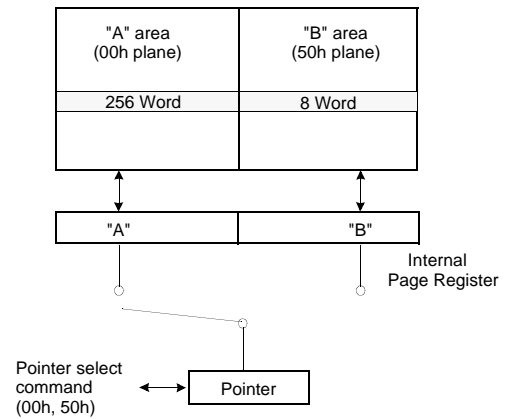 "A" area
(00h plane)
"B" area
(50h plane)
256 Word
8 Word
"A"
"B"
Internal
Page Register
Pointer select
command
(00h, 50h)
Pointer